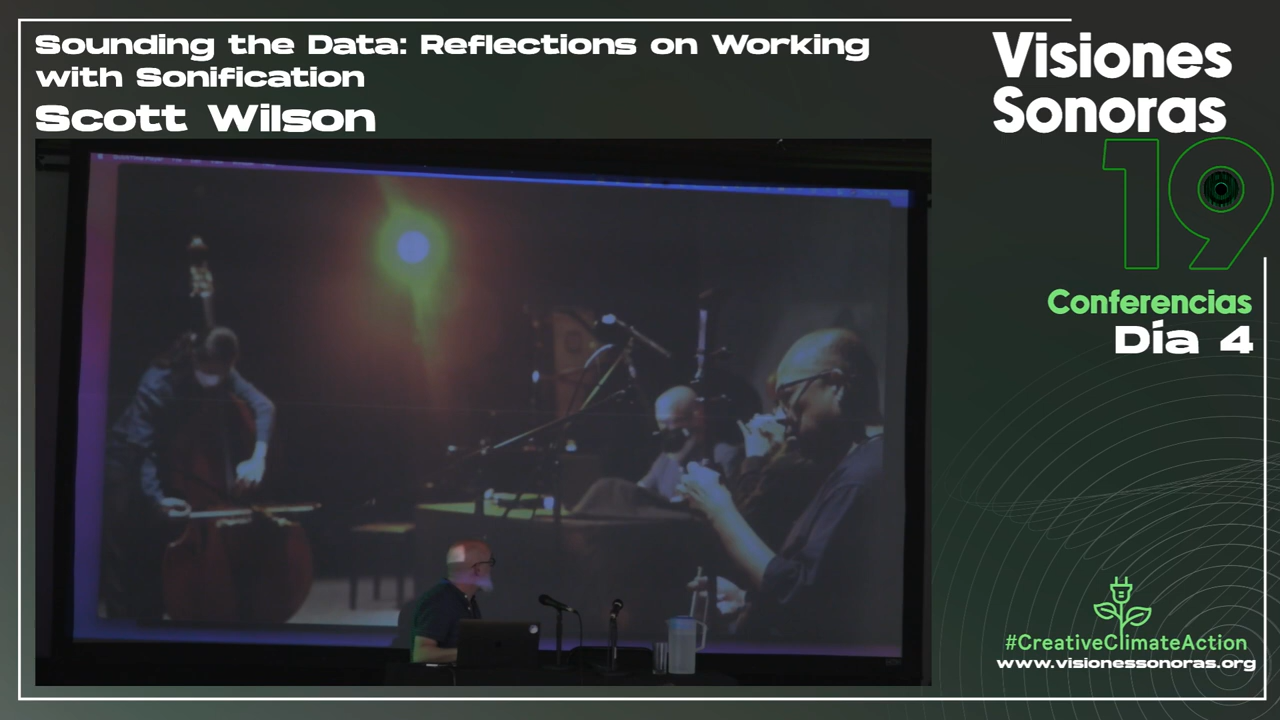 Sounding the Data: Reflections on Working
with Sonification
Scott Wilson
Visiones
Sonoras
19
Conferencias
Día 4
#CreativeClimateAction
www.visionessonoras.org